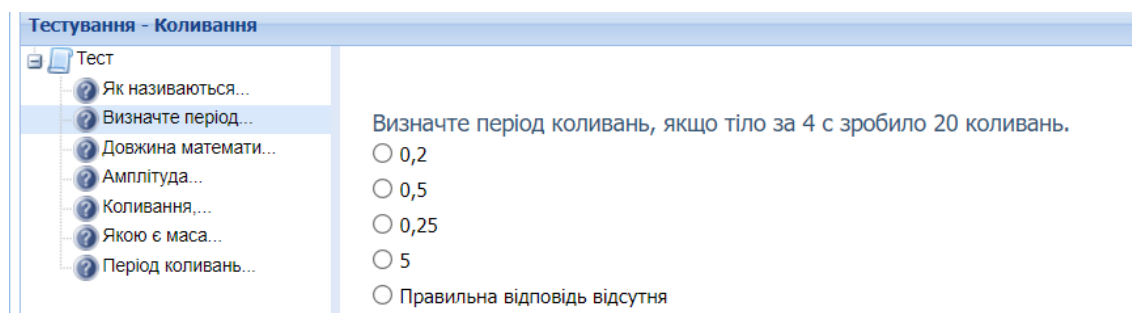 Тестування - Коливання
Тест
Як називаються...
Визначте період...
Довжина математи...
Амплітуда...
Коливання,...
Якою є маса...
Період коливань...
Визначте період коливань, якщо тіло за 4 с зробило 20 коливань.
0,2
0,5
0,25
5
Правильна відповідь відсутня